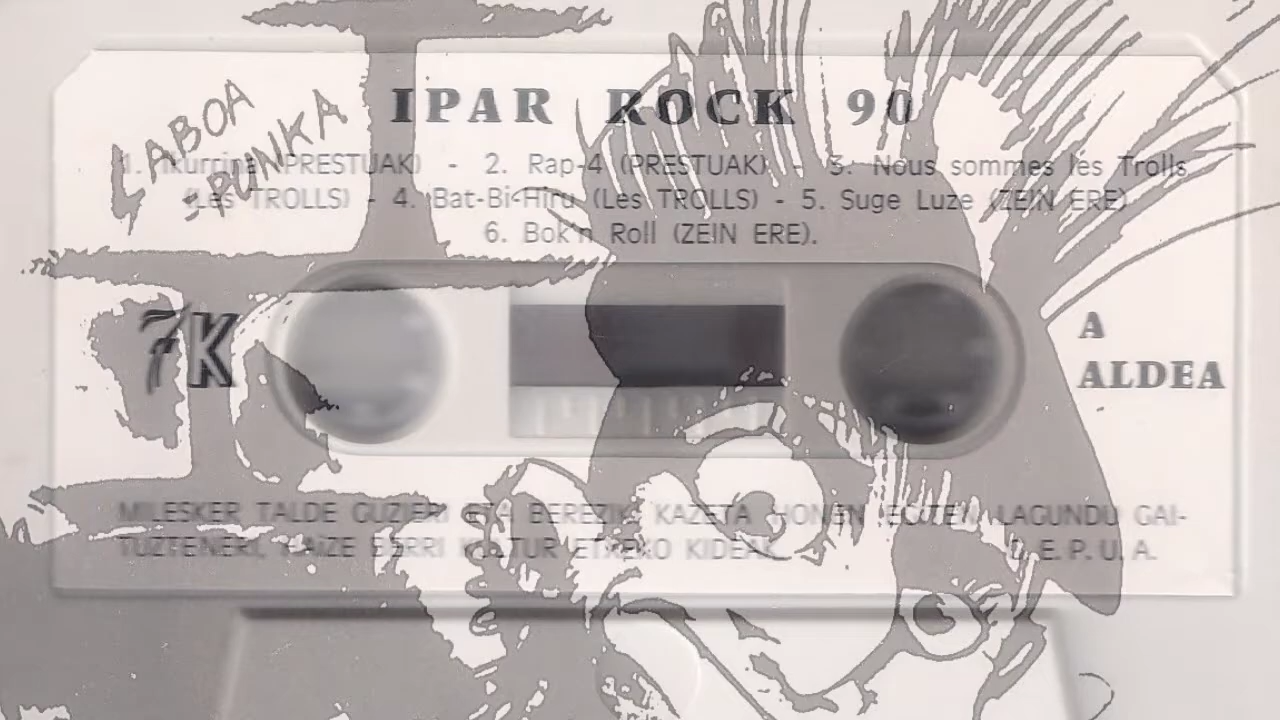 IPAR ROCK 90
LABOA
PUNKA
1. Ikurrina (PRESTUAK) - 2. Rap-4 (PRESTUAK) - 3. Nous sommes les Trolls
(Les TROLLS) - 4. Bat-Bi-Hiru (Les TROLLS) - 5. Suge Luze (ZEIN ERE)
6. Bok'n Roll (ZEIN ERE).
7K
A
ALDEA
MILESKER TALDE GUZIERI ETA BEREZIKI KAZETA HONEN EGITEN LAGUNDU GAI-
TUZTENERI, HAIZE BERRI KULTUR ETXEKO KIDEAK. D.E.P.U.A.